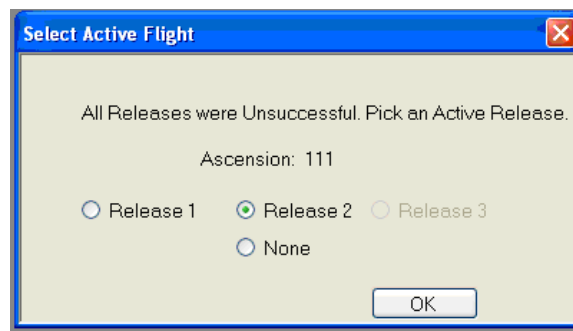 Select Active Flight
All Releases were Unsuccessful. Pick an Active Release.
Ascension: 111
Release 1 Release 2 Release 3
None
OK